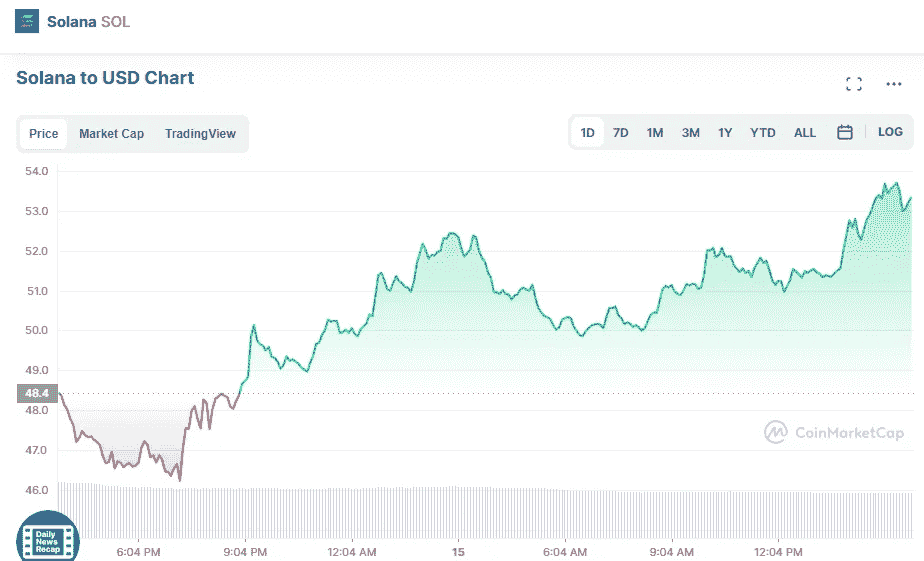 Solana SOL
Solana to USD Chart
Price Market Cap TradingView
1D 7D 1M 3M 1Y YTD ALL LOG
54.0
53.0
52.0
51.0
50.0
49.0
48.4
48.0
47.0
46.0
CoinMarketCap
Daily
News
Recap
6:04 PM 9:04 PM 12:04 AM 15 6:04 AM 9:04 AM 12:04 PM